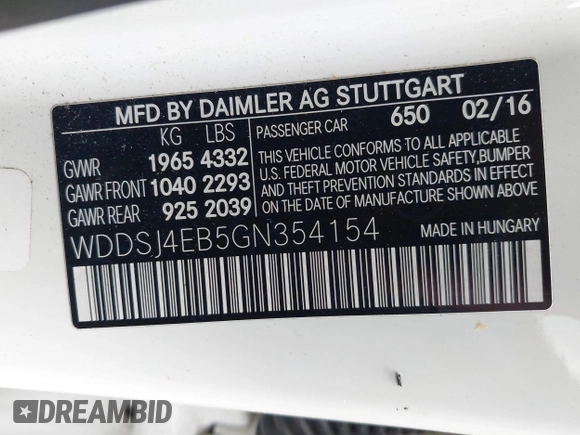 MFD BY DAIMLER AG STUTTGART
KG LBS
GVWR 1965 4332
GAWR FRONT 1040 2293
GAWR REAR 925 2039
PASSENGER CAR 650 02/16
THIS VEHICLE CONFORMS TO ALL APPLICABLE
U.S. FEDERAL MOTOR VEHICLE SAFETY,BUMPER
AND THEFT PREVENTION STANDARDS IN EFFECT
ON THE DATE OF MANUFACTURE SHOWN ABOVE.
WDDSJ4EB5GN354154 MADE IN HUNGARY
DREAMBID